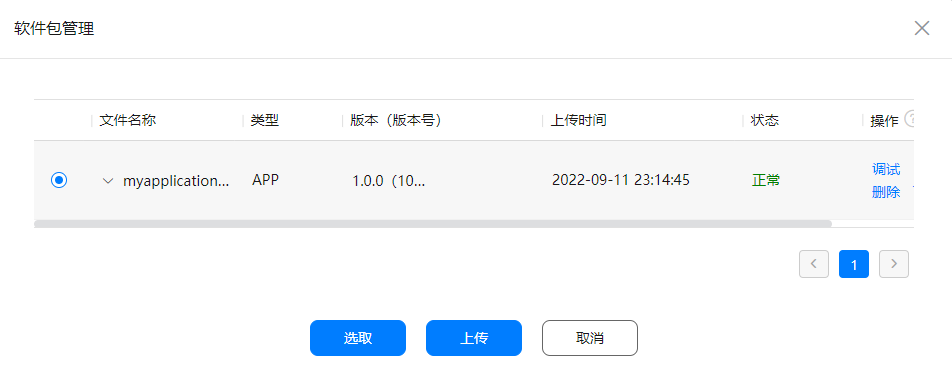 软件包管理
文件名称 类型 版本（版本号） 上传时间 状态 操作
myapplication... APP 1.0.0（10... 2022-09-11 23:14:45 正常 调试
删除
1
选取 上传 取消